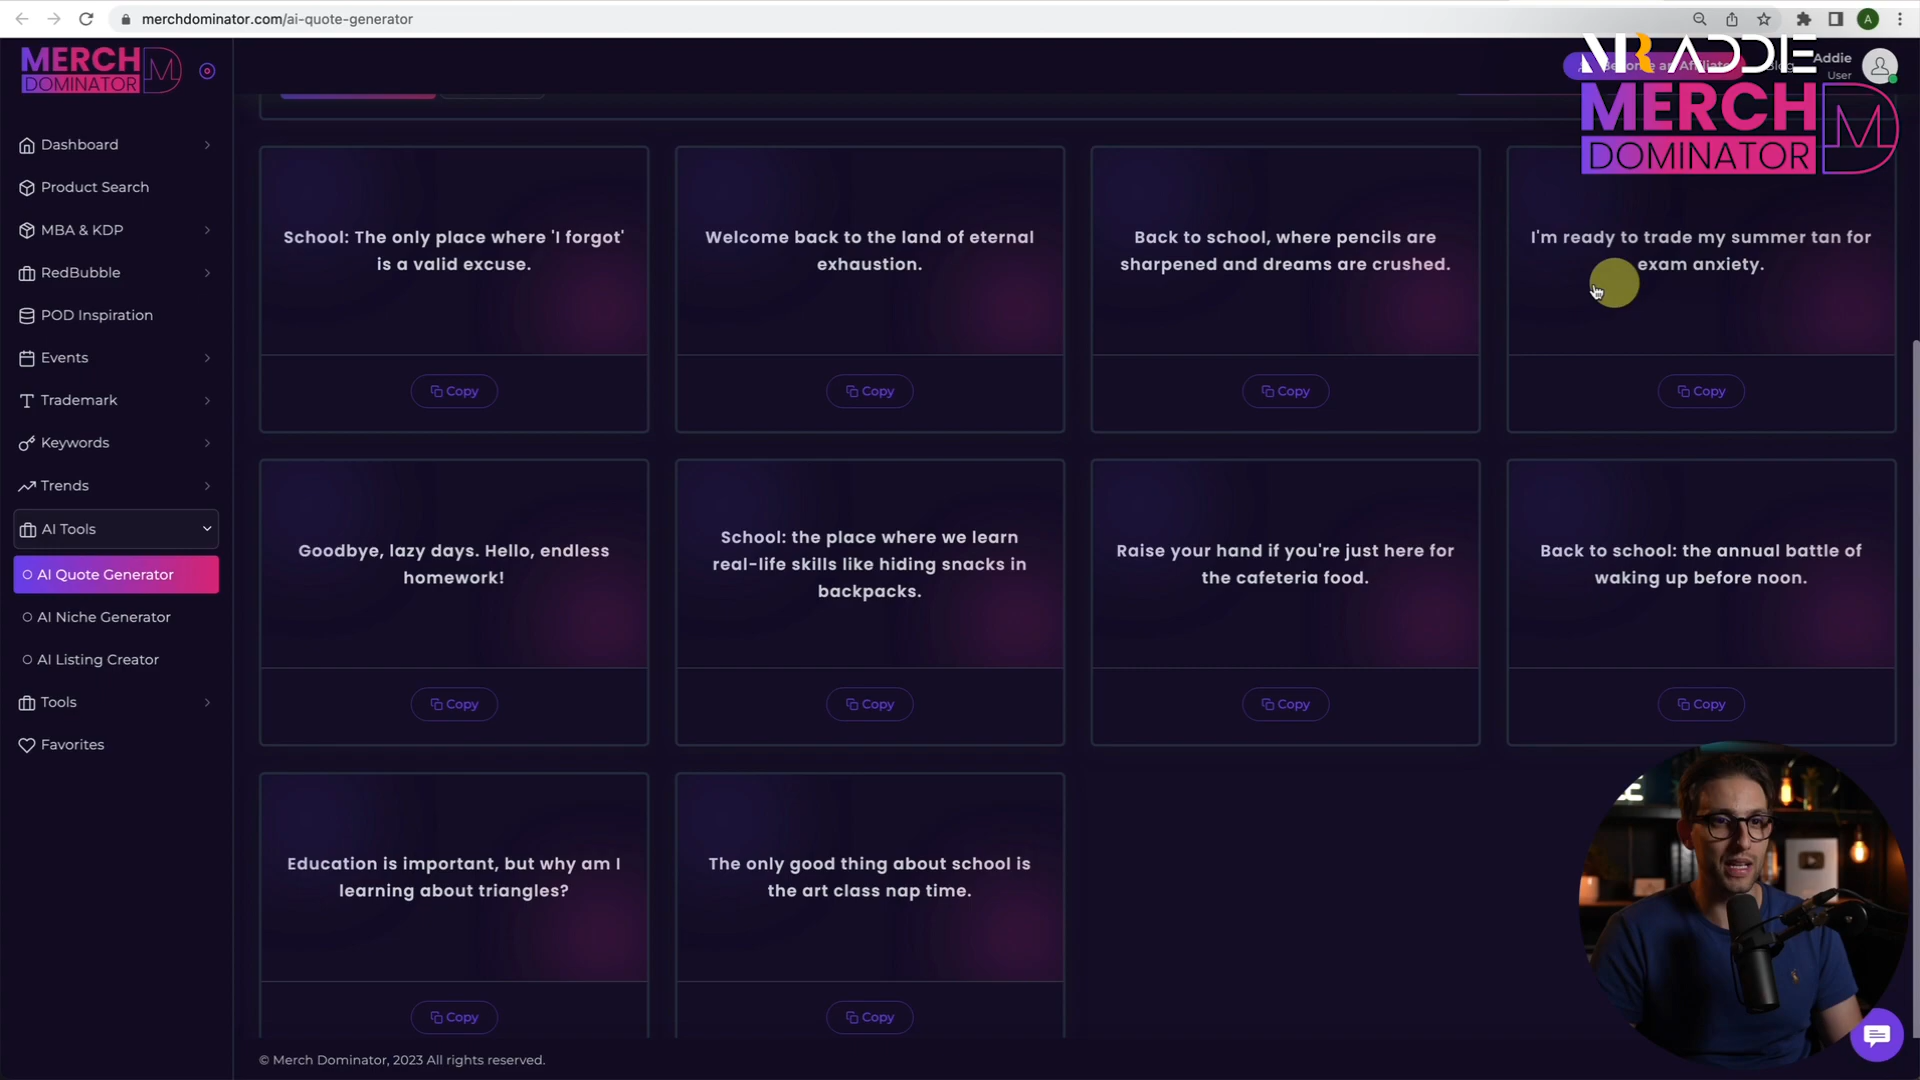 merchdominator.com/ai-quote-generator
A
MERCH
DOMINATOR
Dashboard
Product Search
MBA & KDP
RedBubble
POD Inspiration
Events
Trademark
Keywords
Trends
AI Tools
AI Quote Generator
AI Niche Generator
AI Listing Creator
Tools
Favorites
MR ADDIE
MERCH
DOMINATOR
Addie
User
School: The only place where 'I forgot'
is a valid excuse.
Copy
Welcome back to the land of eternal
exhaustion.
Copy
Back to school, where pencils are
sharpened and dreams are crushed.
Copy
I'm ready to trade my summer tan for
exam anxiety.
Copy
Goodbye, lazy days. Hello, endless
homework!
Copy
School: the place where we learn
real-life skills like hiding snacks in
backpacks.
Copy
Raise your hand if you're just here for
the cafeteria food.
Copy
Back to school: the annual battle of
waking up before noon.
Copy
Education is important, but why am I
learning about triangles?
Copy
The only good thing about school is
the art class nap time.
Copy
© Merch Dominator, 2023 All rights reserved.